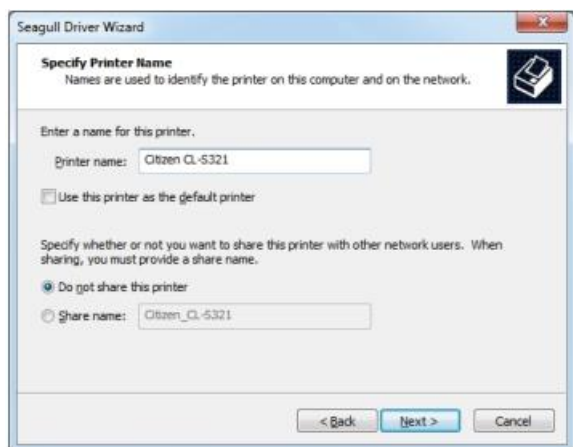 Seagull Driver Wizard
Specify Printer Name
Names are used to identify the printer on this computer and on the network.
Enter a name for this printer.
Printer name: Citizen CL-S321
Use this printer as the default printer
Specify whether or not you want to share this printer with other network users. When
sharing, you must provide a share name.
Do not share this printer
Share name: Citizen_CL-S321
< Back Next > Cancel